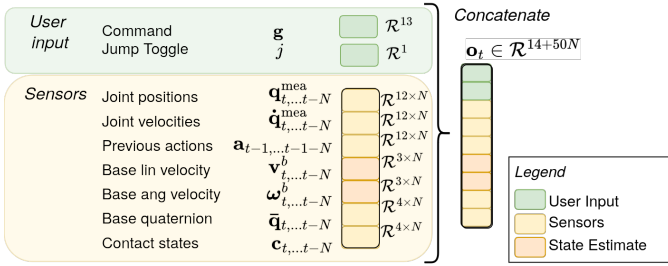 User input
Command g ℛ^13
Jump Toggle j ℛ^1
Sensors
Joint positions q^mea_{t,...t−N} ℛ^{12×N}
Joint velocities q̇^mea_{t,...t−N} ℛ^{12×N}
Previous actions a_{t−1,...t−1−N} ℛ^{12×N}
Base lin velocity v^b_{t,...t−N} ℛ^{3×N}
Base ang velocity ω^b_{t,...t−N} ℛ^{3×N}
Base quaternion q̄_{t,...t−N} ℛ^{4×N}
Contact states c_{t,...t−N} ℛ^{4×N}
Concatenate
o_t ∈ ℛ^{14+50N}
Legend
User Input
Sensors
State Estimate